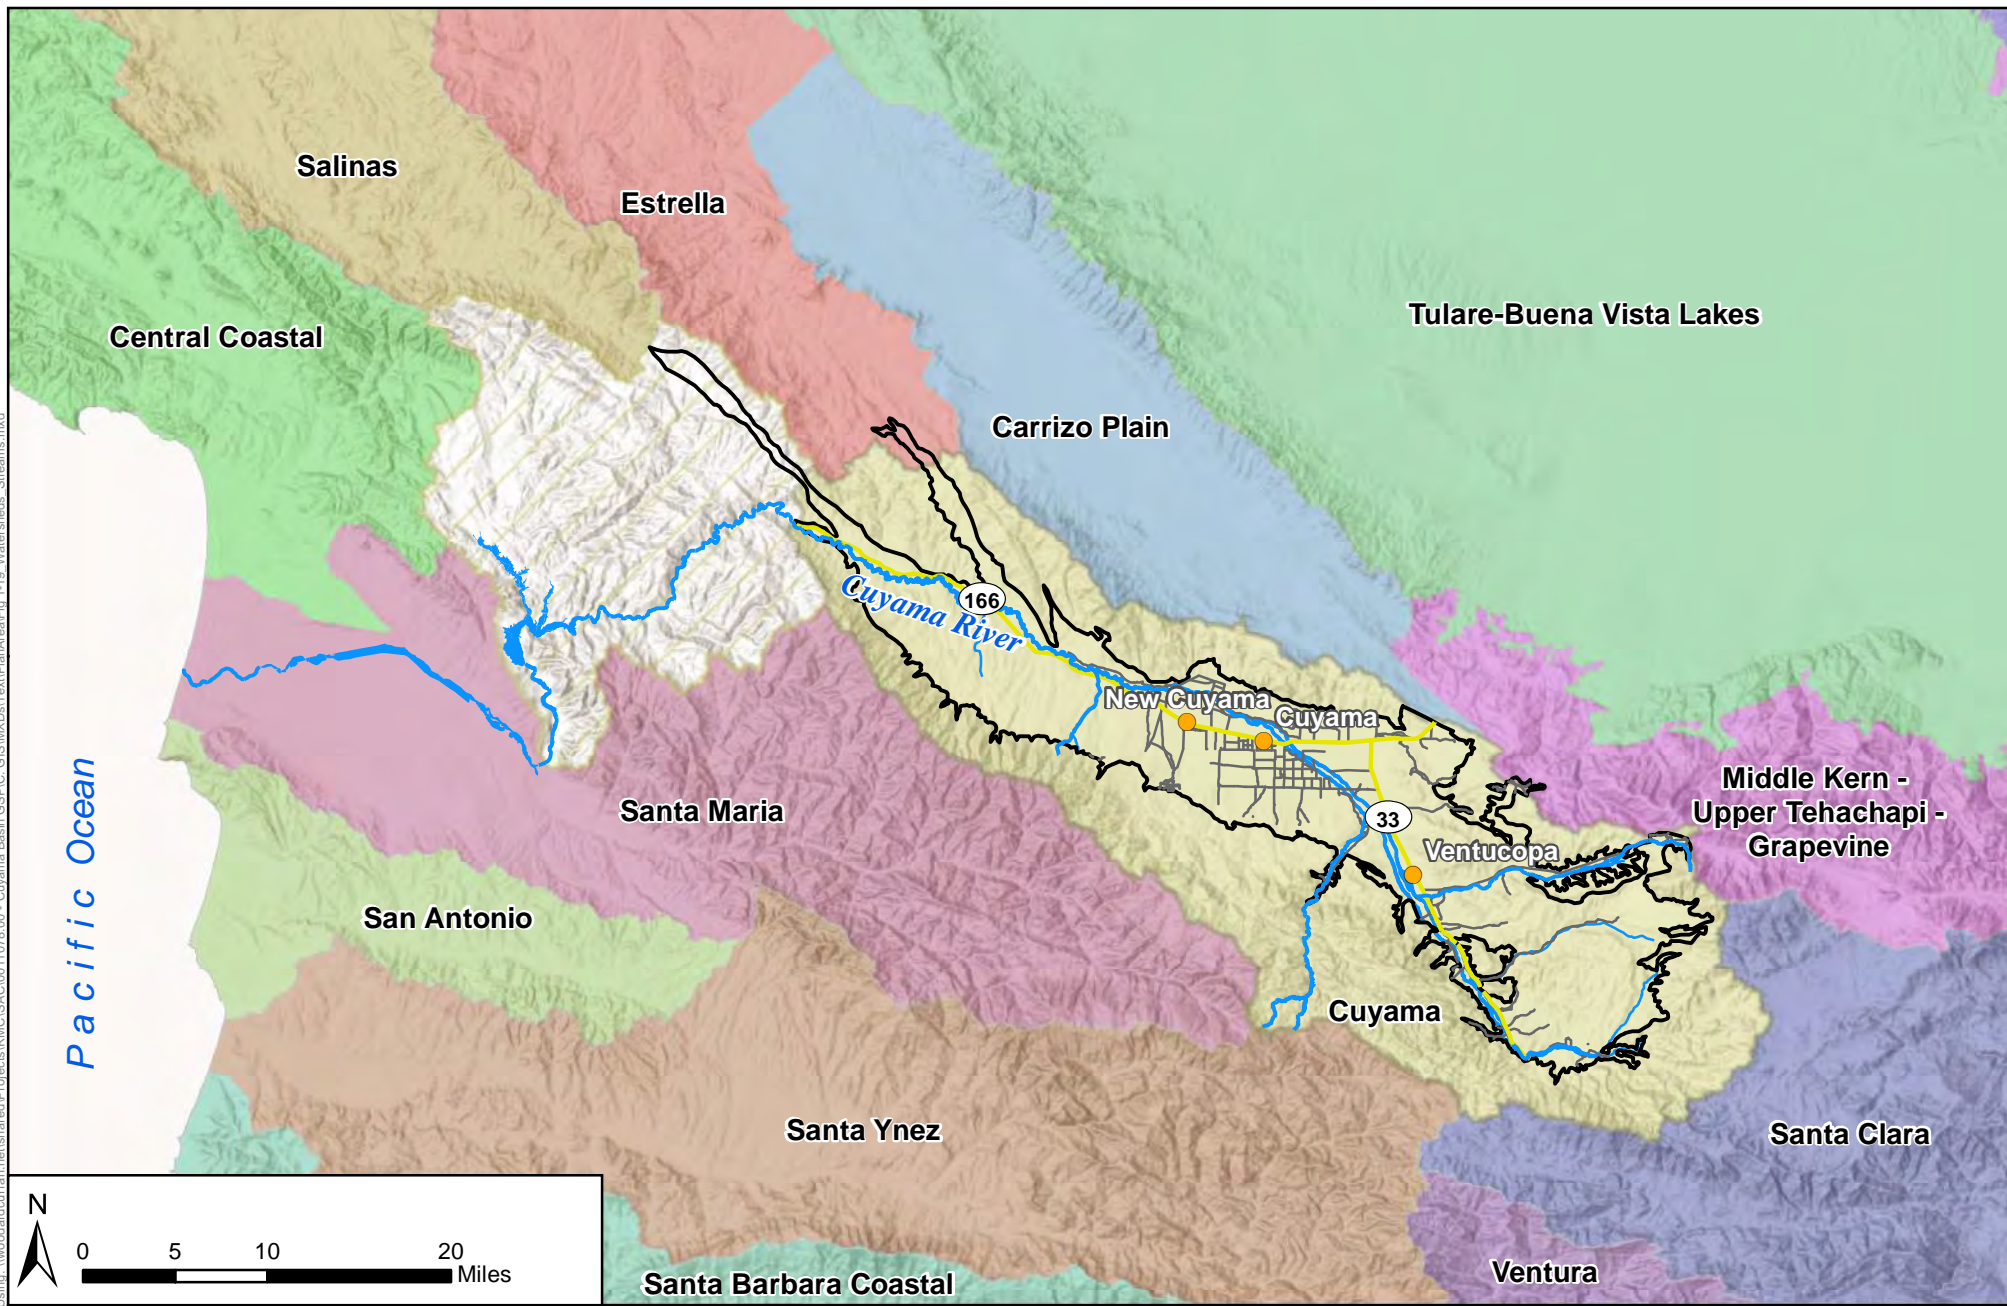 Salinas
Estrella
Central Coastal
Tulare-Buena Vista Lakes
Carrizo Plain
166
Cuyama River
New Cuyama
Cuyama
33
Ventucopa
Middle Kern -
Upper Tehachapi -
Grapevine
Santa Maria
Pacific Ocean
San Antonio
Cuyama
Santa Ynez
Santa Clara
Ventura
Santa Barbara Coastal
N
0 5 10 20
Miles